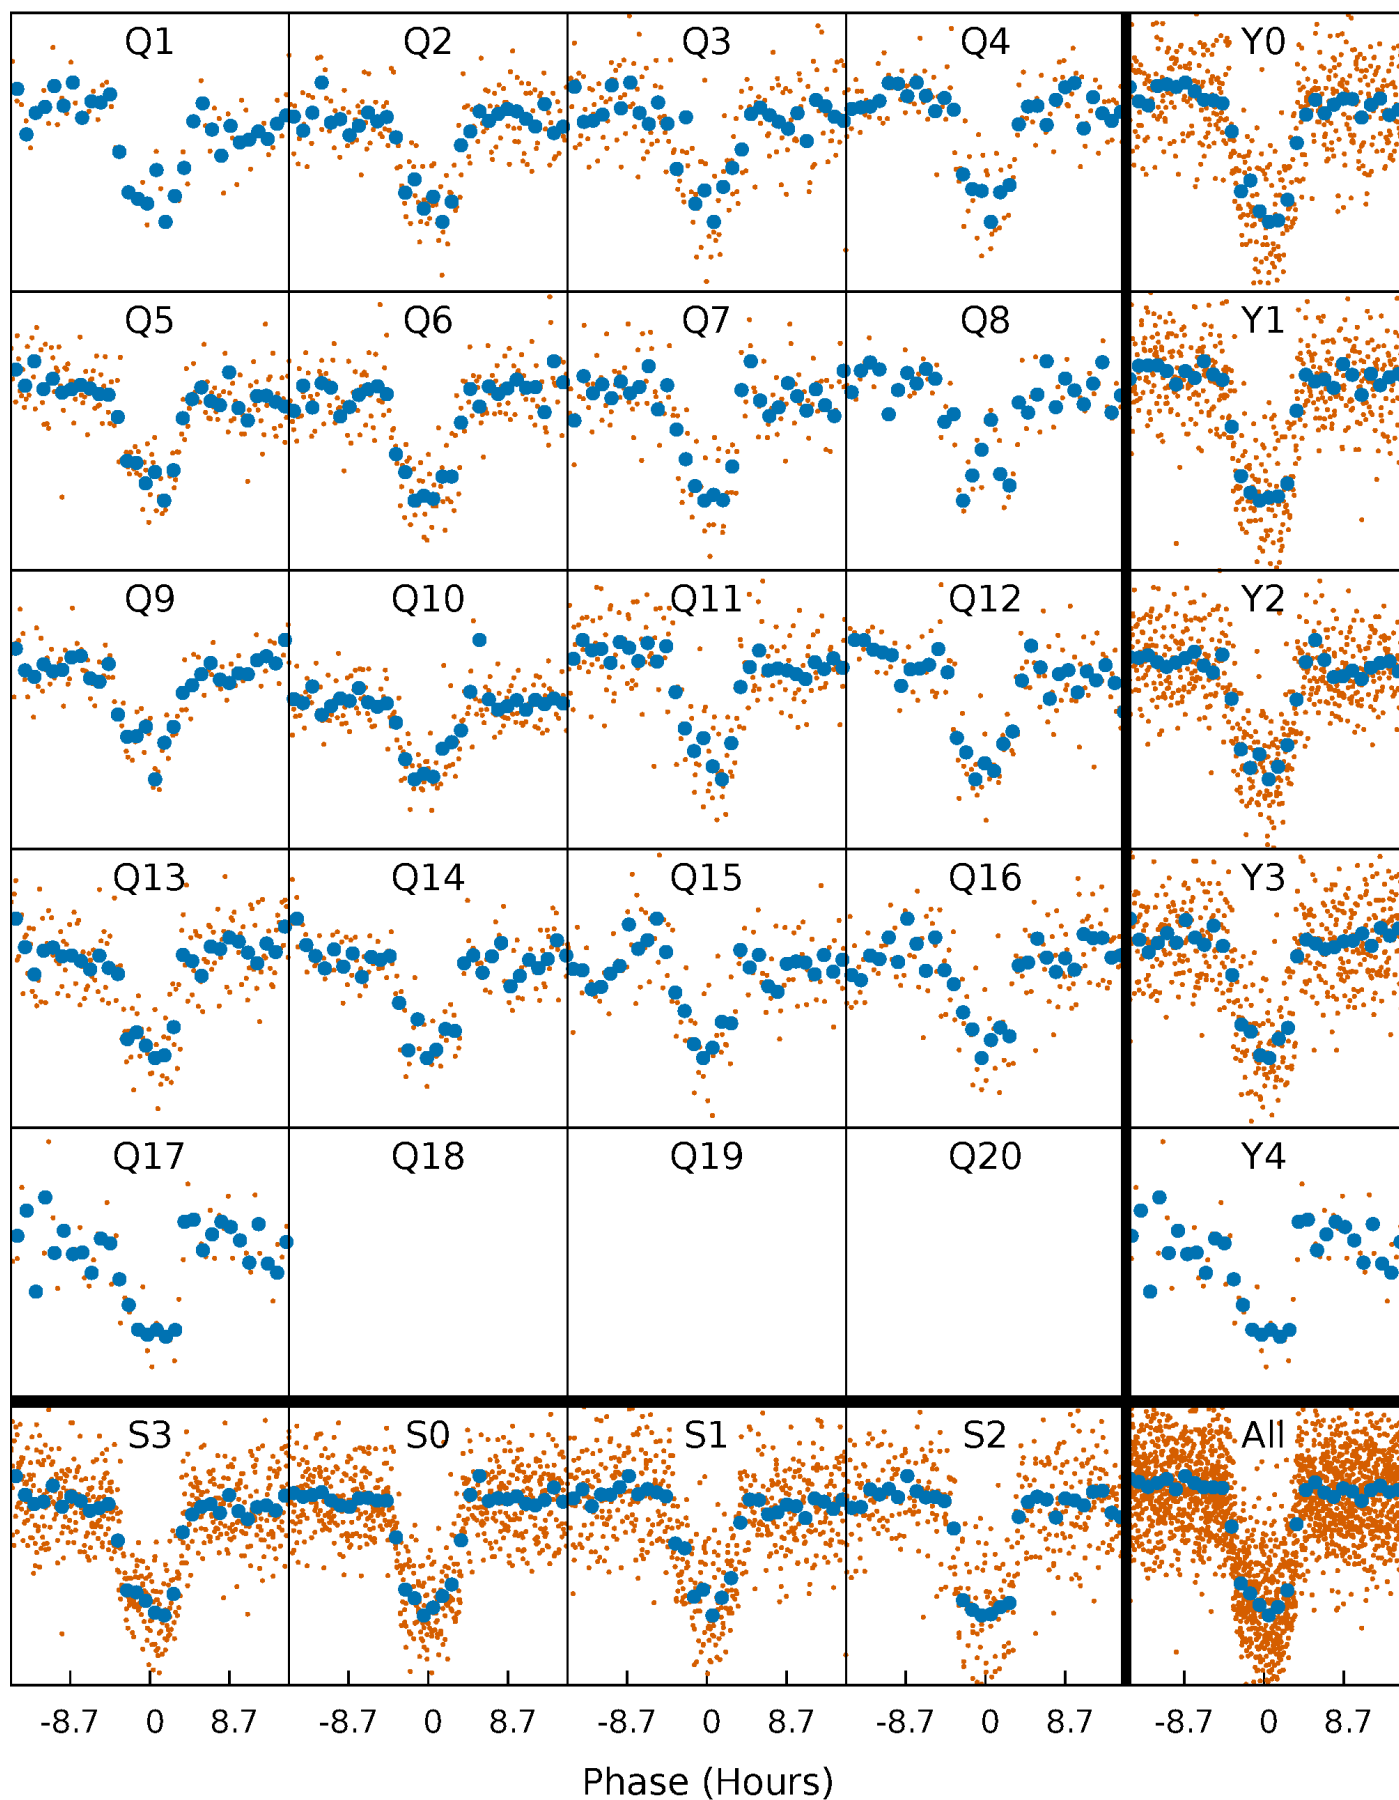 Q1 Q2 Q3 Q4 Y0
Q5 Q6 Q7 Q8 Y1
Q9 Q10 Q11 Q12 Y2
Q13 Q14 Q15 Q16 Y3
Q17 Q18 Q19 Q20 Y4
S3 S0 S1 S2 All
-8.7 0 8.7 -8.7 0 8.7 -8.7 0 8.7 -8.7 0 8.7 -8.7 0 8.7
Phase (Hours)